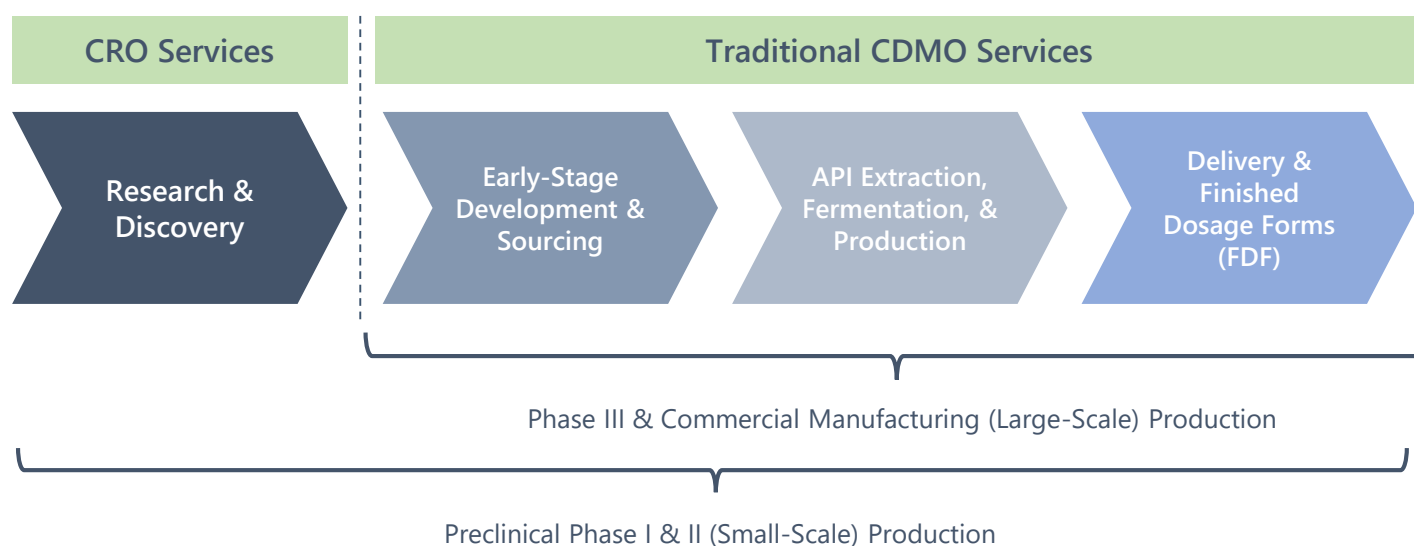 CRO Services
Traditional CDMO Services
Research &
Discovery
Early-Stage
Development &
Sourcing
API Extraction,
Fermentation, &
Production
Delivery &
Finished
Dosage Forms
(FDF)
Phase III & Commercial Manufacturing (Large-Scale) Production
Preclinical Phase I & II (Small-Scale) Production